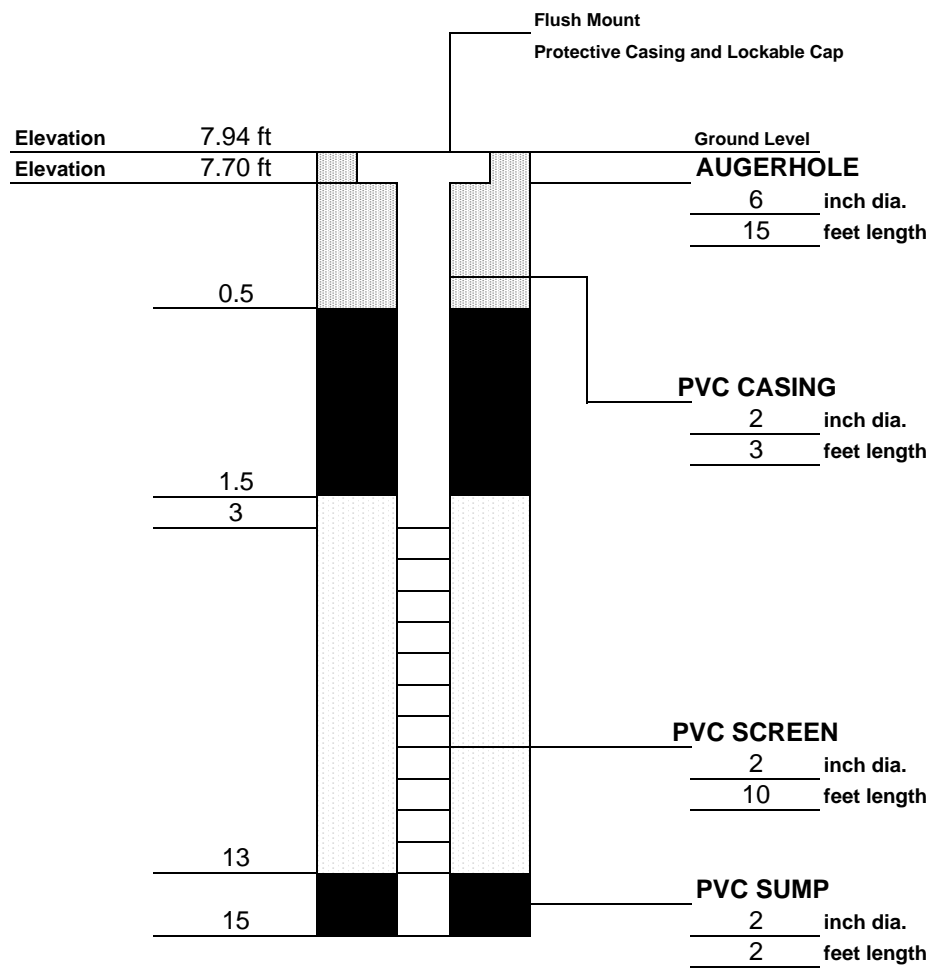 Flush Mount
Protective Casing and Lockable Cap
Elevation 7.94 ft
Ground Level
Elevation 7.70 ft
AUGERHOLE
6 inch dia.
15 feet length
0.5
PVC CASING
2 inch dia.
3 feet length
1.5
3
PVC SCREEN
2 inch dia.
10 feet length
13
PVC SUMP
15
2 inch dia.
2 feet length